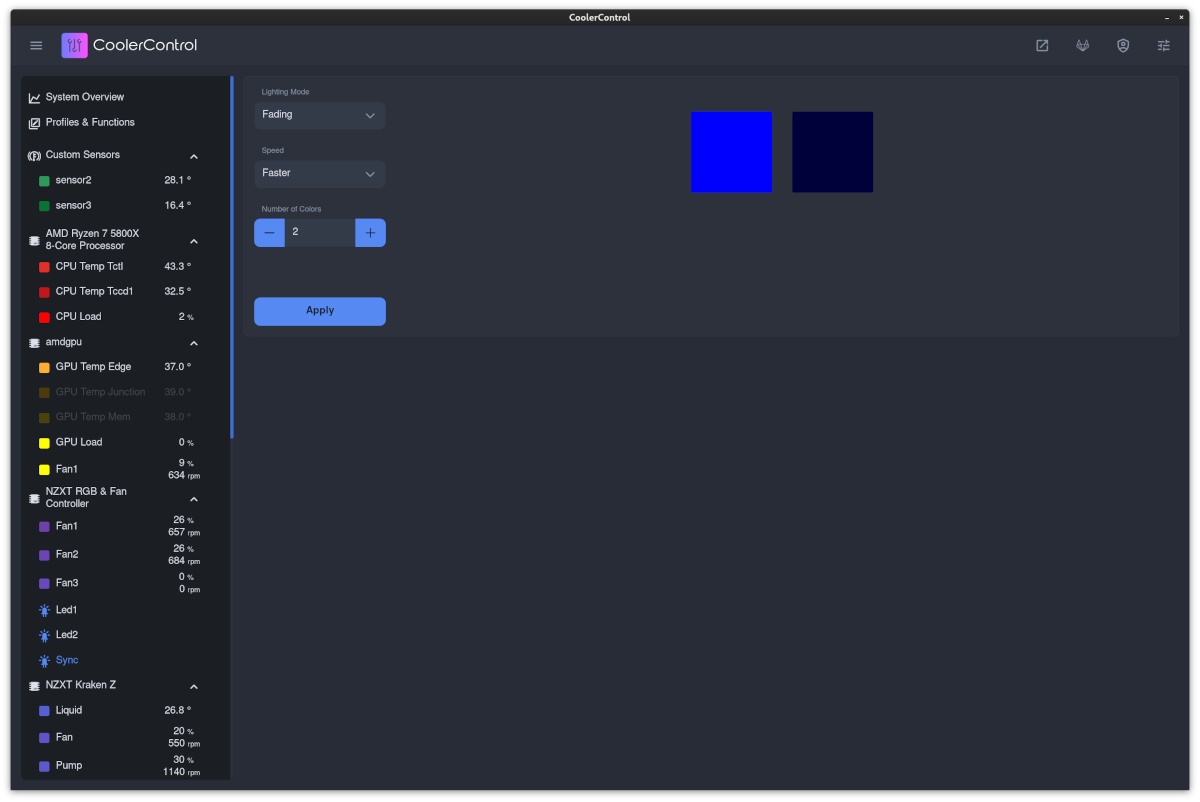 CoolerControl
CoolerControl
System Overview
Profiles & Functions
Custom Sensors
sensor2 28.1 °
sensor3 16.4 °
AMD Ryzen 7 5800X
8-Core Processor
CPU Temp Tctl 43.3 °
CPU Temp Tccd1 32.5 °
CPU Load 2 %
amdgpu
GPU Temp Edge 37.0 °
GPU Temp Junction 39.0 °
GPU Temp Mem 38.0 °
GPU Load 0 %
Fan1 9 %
634 rpm
NZXT RGB & Fan
Controller
Fan1 26 %
657 rpm
Fan2 26 %
684 rpm
Fan3 0 %
0 rpm
Led1
Led2
Sync
NZXT Kraken Z
Liquid 26.8 °
Fan 20 %
550 rpm
Pump 30 %
1140 rpm
Lighting Mode
Fading
Speed
Faster
Number of Colors
2
Apply